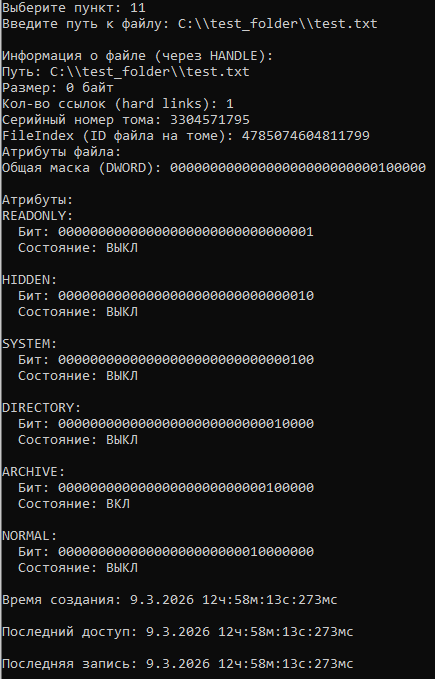 Выберите пункт: 11
Введите путь к файлу: C:\\test_folder\\test.txt
Информация о файле (через HANDLE):
Путь: C:\\test_folder\\test.txt
Размер: 0 байт
Кол-во ссылок (hard links): 1
Серийный номер тома: 3304571795
FileIndex (ID файла на томе): 4785074604811799
Атрибуты файла:
Общая маска (DWORD): 00000000000000000000000000100000
Атрибуты:
READONLY:
Бит: 00000000000000000000000000000001
Состояние: ВЫКЛ
HIDDEN:
Бит: 00000000000000000000000000000010
Состояние: ВЫКЛ
SYSTEM:
Бит: 00000000000000000000000000000100
Состояние: ВЫКЛ
DIRECTORY:
Бит: 00000000000000000000000000010000
Состояние: ВЫКЛ
ARCHIVE:
Бит: 00000000000000000000000000100000
Состояние: ВКЛ
NORMAL:
Бит: 00000000000000000000000010000000
Состояние: ВЫКЛ
Время создания: 9.3.2026 12ч:58м:13с:273мс
Последний доступ: 9.3.2026 12ч:58м:13с:273мс
Последняя запись: 9.3.2026 12ч:58м:13с:273мс